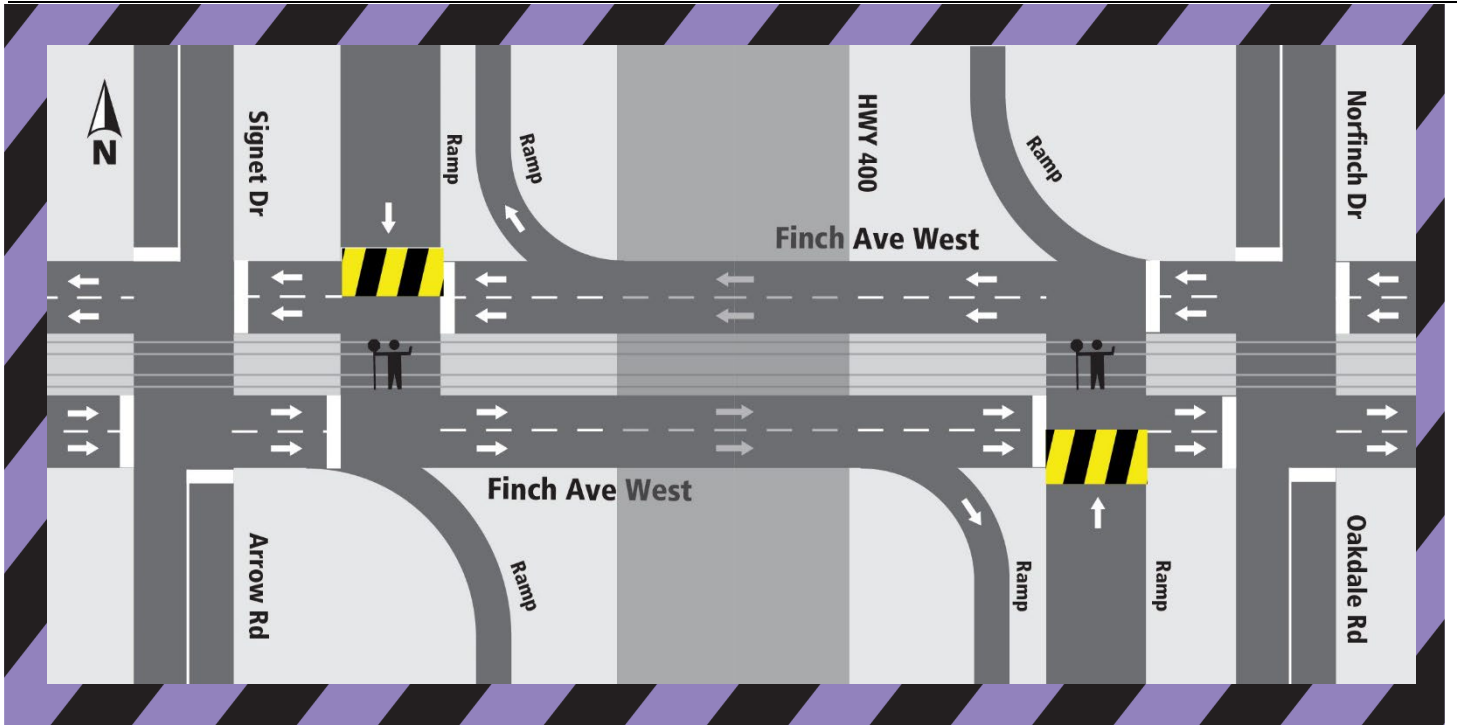 N
Signet Dr
Ramp
Ramp
HWY 400
Ramp
Norfinch Dr
Finch Ave West
Finch Ave West
Arrow Rd
Ramp
Ramp
Ramp
Oakdale Rd